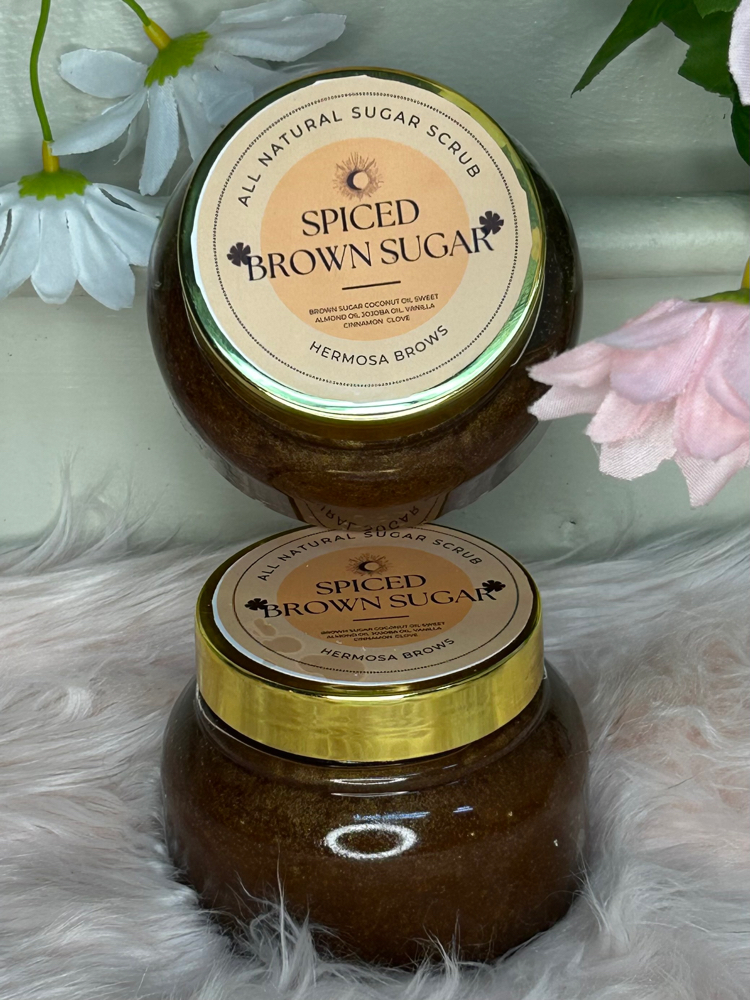 ALL NATURAL SUGAR SCRUB
SPICED
BROWN SUGAR
BROWN SUGAR COCONUT OIL SWEET
ALMOND OIL, JOJOBA OIL, VANILLA
CINNAMON CLOVE
HERMOSA BROWS
ALL NATURAL SUGAR SCRUB
SPICED
BROWN SUGAR
BROWN SUGAR COCONUT OIL SWEET
ALMOND OIL, JOJOBA OIL, VANILLA
CINNAMON CLOVE
HERMOSA BROWS